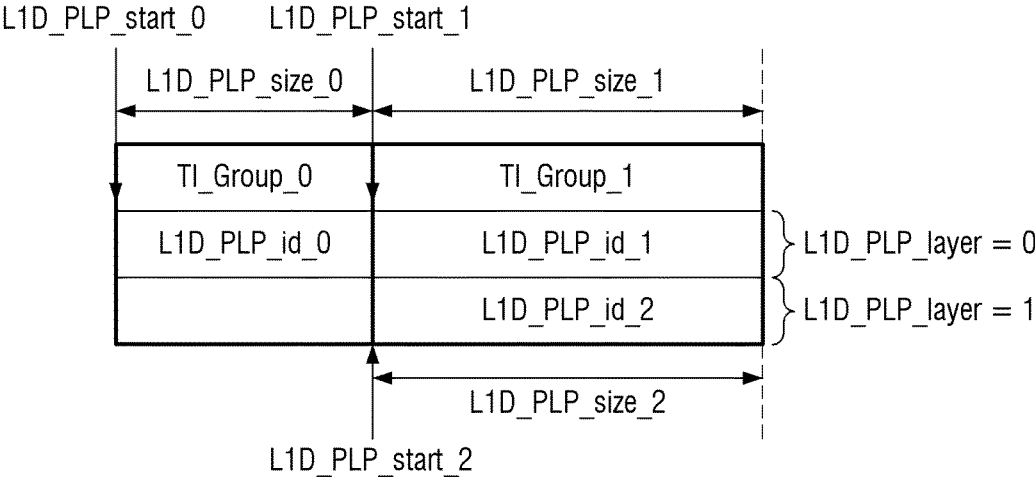 L1D_PLP_start_0 L1D_PLP_start_1
L1D_PLP_size_0 L1D_PLP_size_1
TI_Group_0 TI_Group_1
L1D_PLP_id_0 L1D_PLP_id_1 L1D_PLP_layer = 0
L1D_PLP_id_2 L1D_PLP_layer = 1
L1D_PLP_size_2
L1D_PLP_start_2